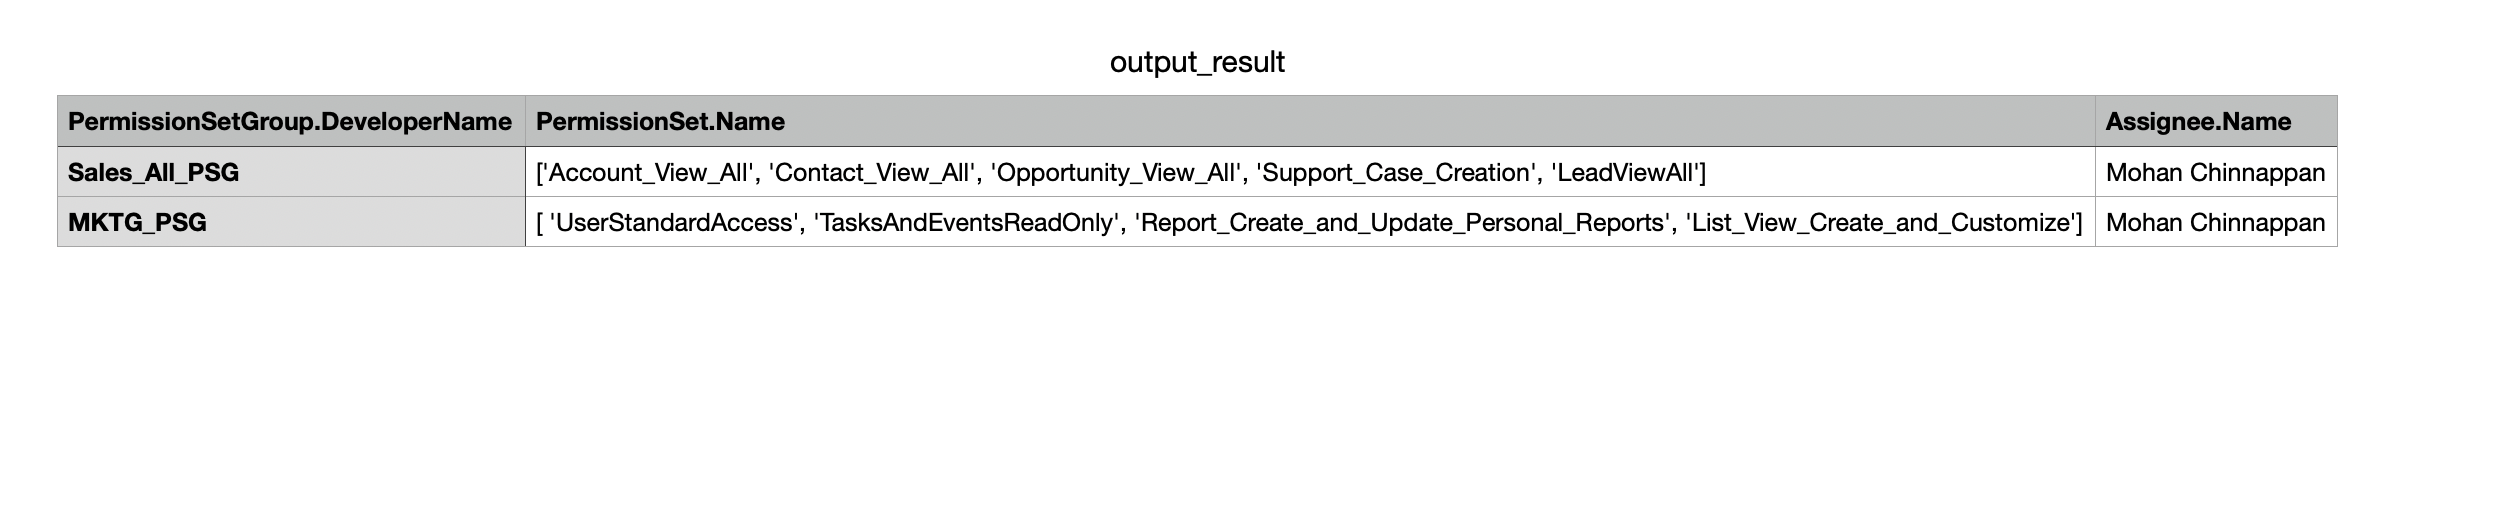 output_result
PermissionSetGroup.DeveloperName PermissionSet.Name Assignee.Name
Sales_All_PSG ['Account_View_All', 'Contact_View_All', 'Opportunity_View_All', 'Support_Case_Creation', 'LeadViewAll'] Mohan Chinnappan
MKTG_PSG [ 'UserStandardAccess', 'TasksAndEventsReadOnly', 'Report_Create_and_Update_Personal_Reports', 'List_View_Create_and_Customize'] Mohan Chinnappan